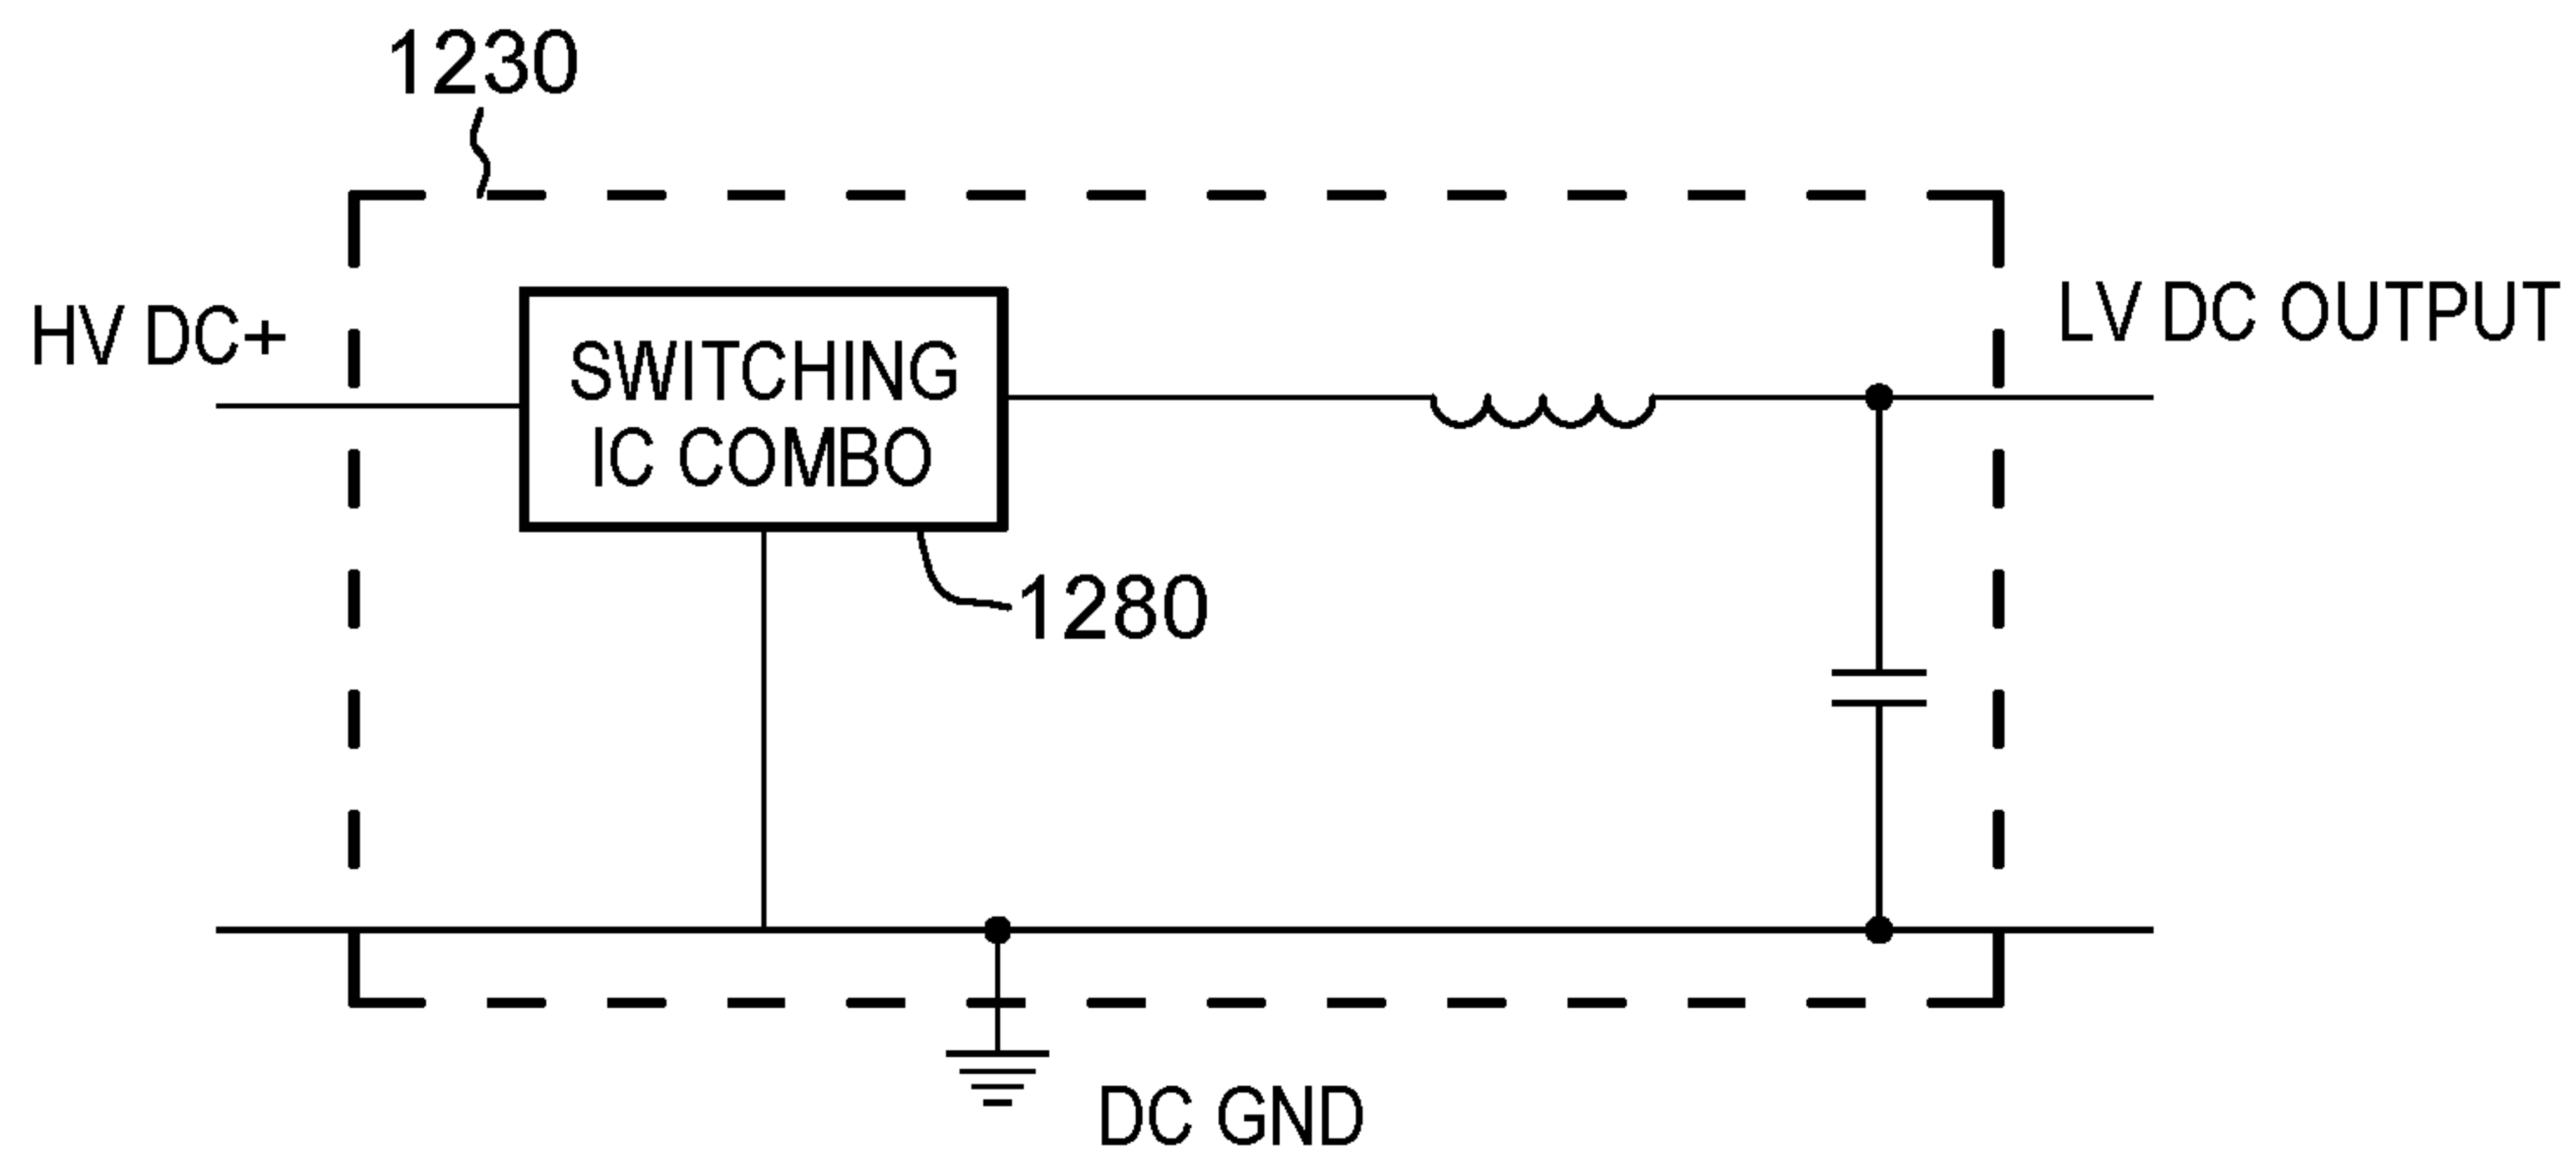 1230
HV DC+
SWITCHING
IC COMBO
LV DC OUTPUT
1280
DC GND